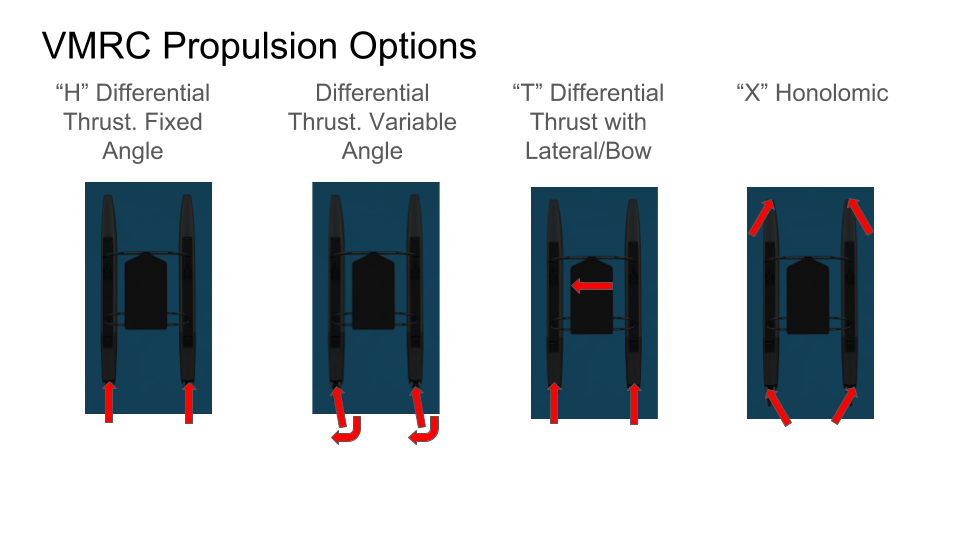 VMRC Propulsion Options
“H” Differential
Thrust. Fixed
Angle
Differential
Thrust. Variable
Angle
“T” Differential
Thrust with
Lateral/Bow
“X” Honolomic